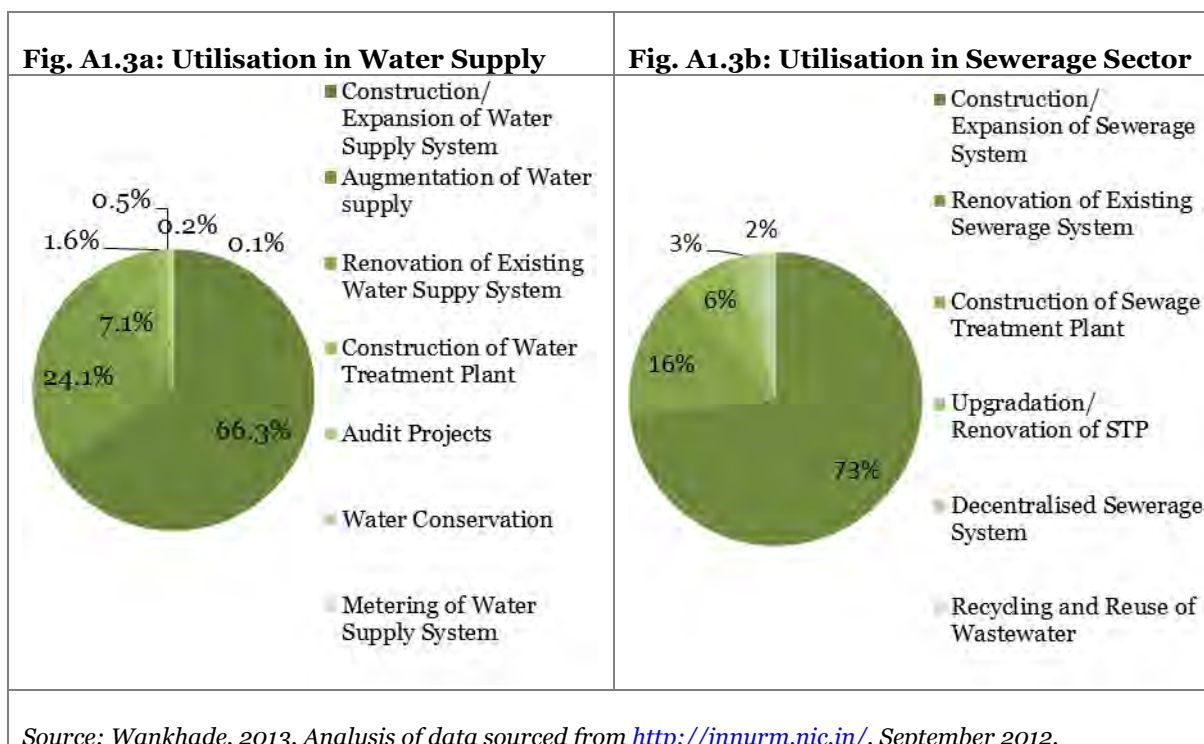 Fig. A1.3a: Utilisation in Water Supply
Construction/
Expansion of Water
Supply System
Augmentation of Water
supply
Renovation of Existing
Water Suppy System
Construction of Water
Treatment Plant
Audit Projects
Water Conservation
Metering of Water
Supply System
0.5%
0.2%
0.1%
1.6%
7.1%
24.1%
66.3%
Fig. A1.3b: Utilisation in Sewerage Sector
Construction/
Expansion of Sewerage
System
Renovation of Existing
Sewerage System
Construction of Sewage
Treatment Plant
Upgradation/
Renovation of STP
Decentralised Sewerage
System
Recycling and Reuse of
Wastewater
2%
3%
6%
16%
73%
Source: Wankhade, 2013. Analysis of data sourced from http://jnnurm.nic.in/, September 2012.